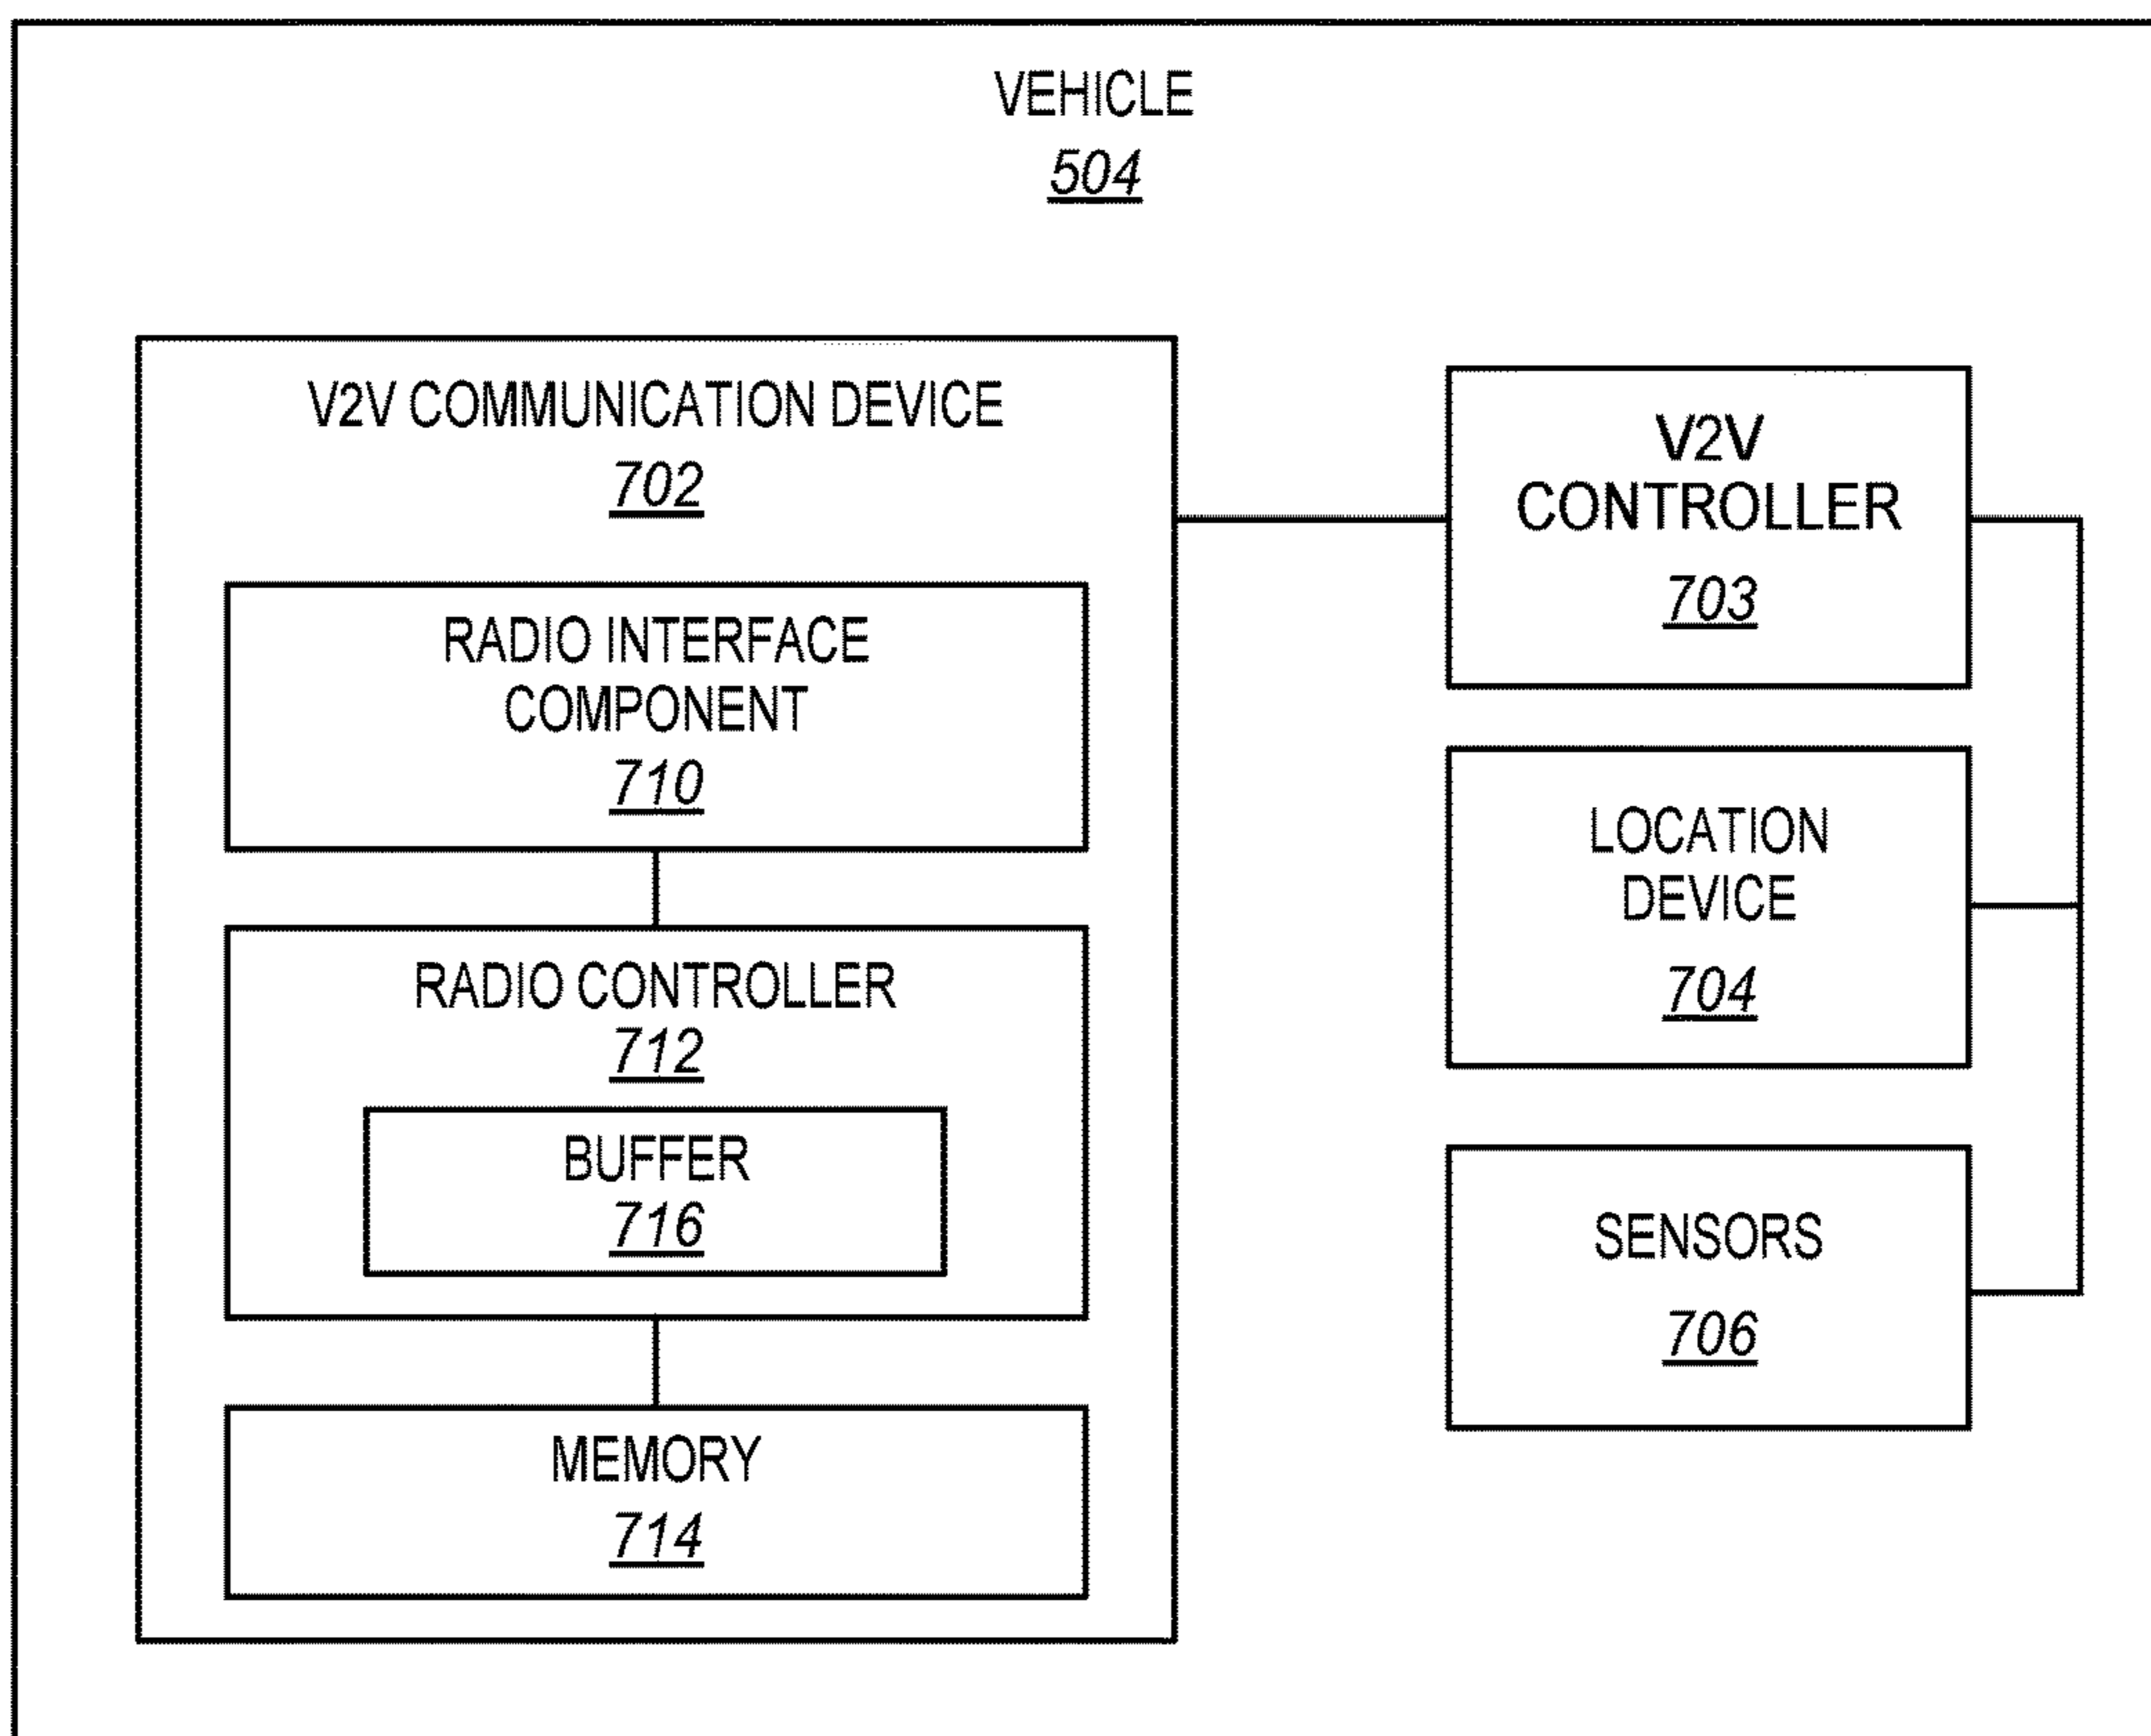 VEHICLE
504
V2V COMMUNICATION DEVICE
702
RADIO INTERFACE
COMPONENT
710
RADIO CONTROLLER
712
BUFFER
716
MEMORY
714
V2V
CONTROLLER
703
LOCATION
DEVICE
704
SENSORS
706